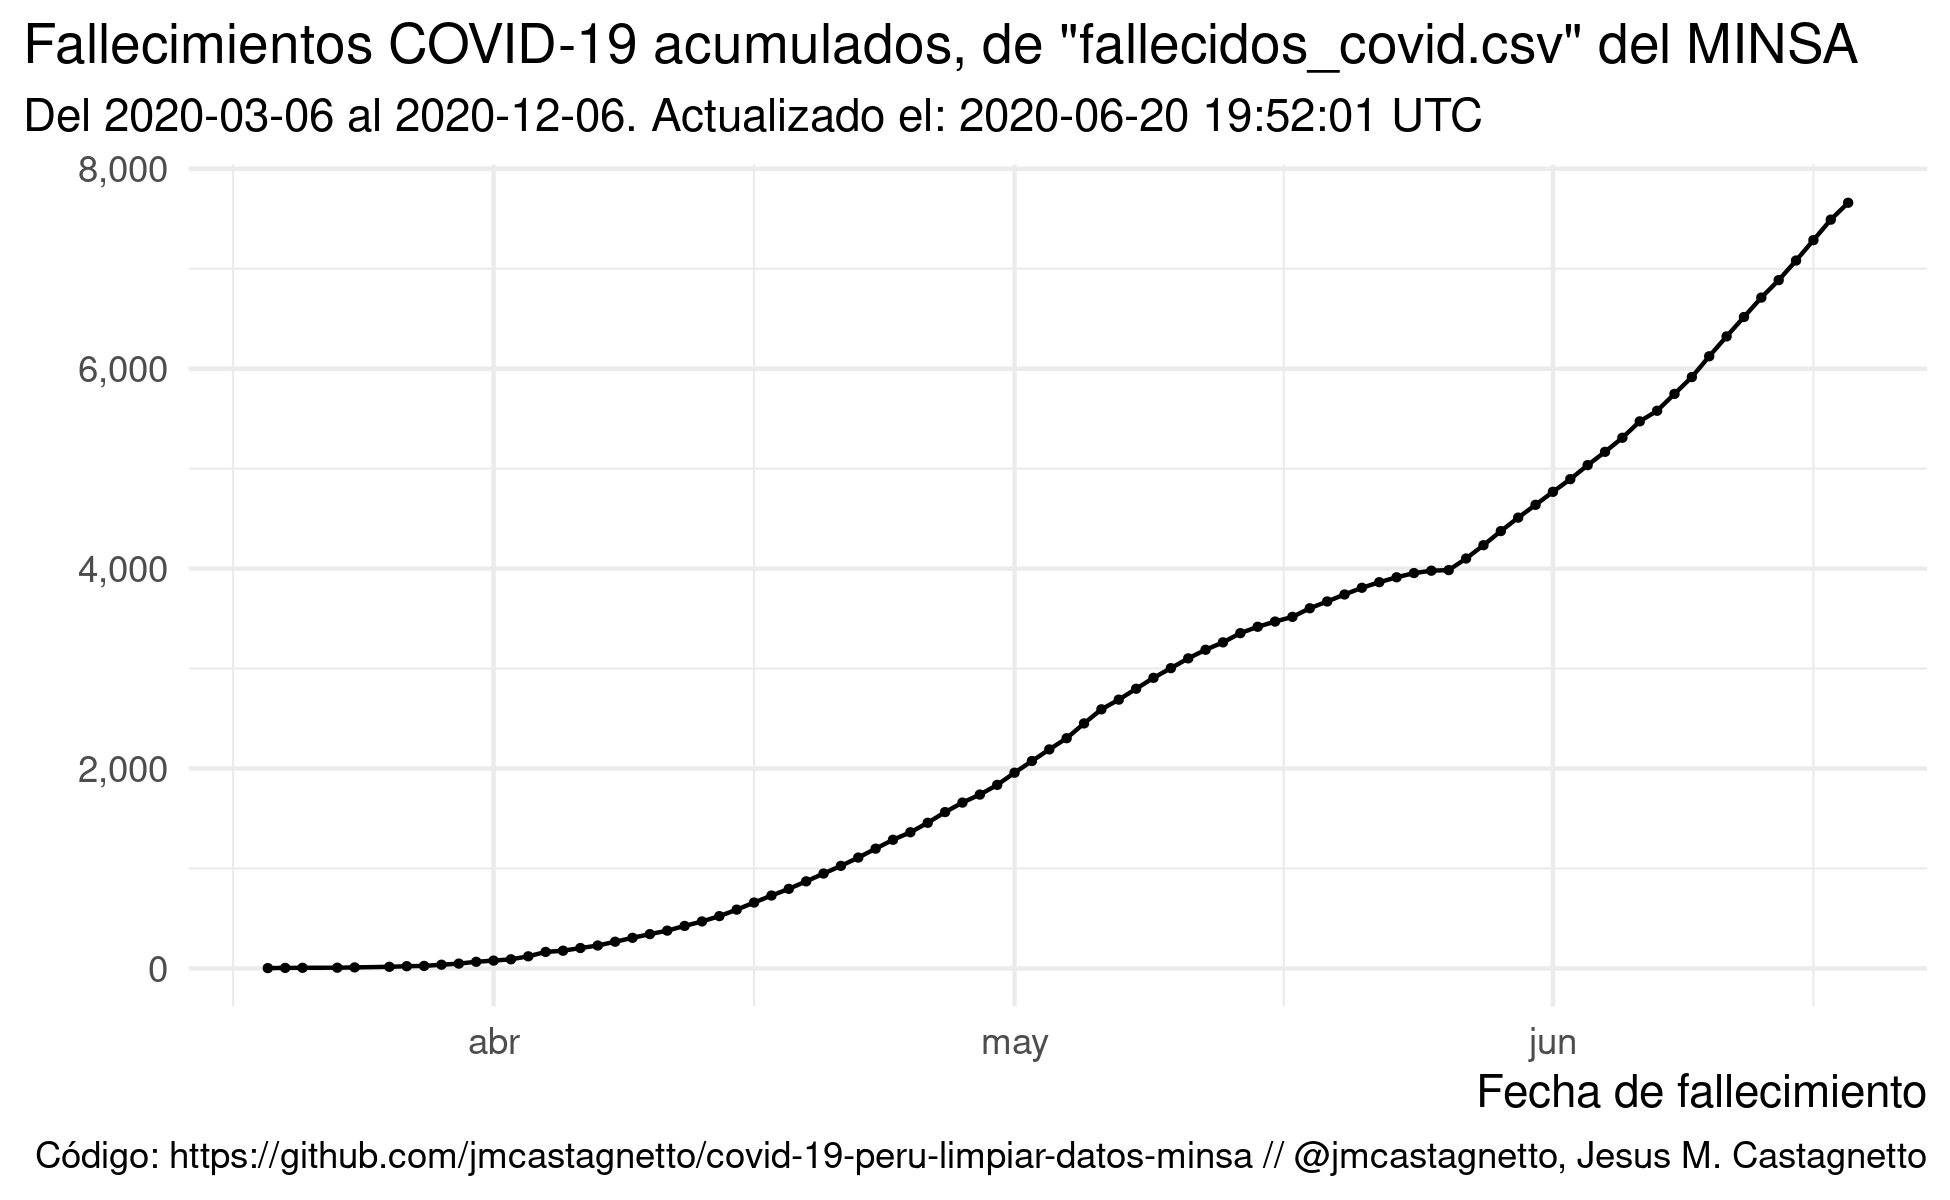 Fallecimientos COVID-19 acumulados, de "fallecidos_covid.csv" del MINSA
Del 2020-03-06 al 2020-12-06. Actualizado el: 2020-06-20 19:52:01 UTC
8,000
6,000
4,000
2,000
0
abr may jun
Fecha de fallecimiento
Código: https://github.com/jmcastagnetto/covid-19-peru-limpiar-datos-minsa // @jmcastagnetto, Jesus M. Castagnetto